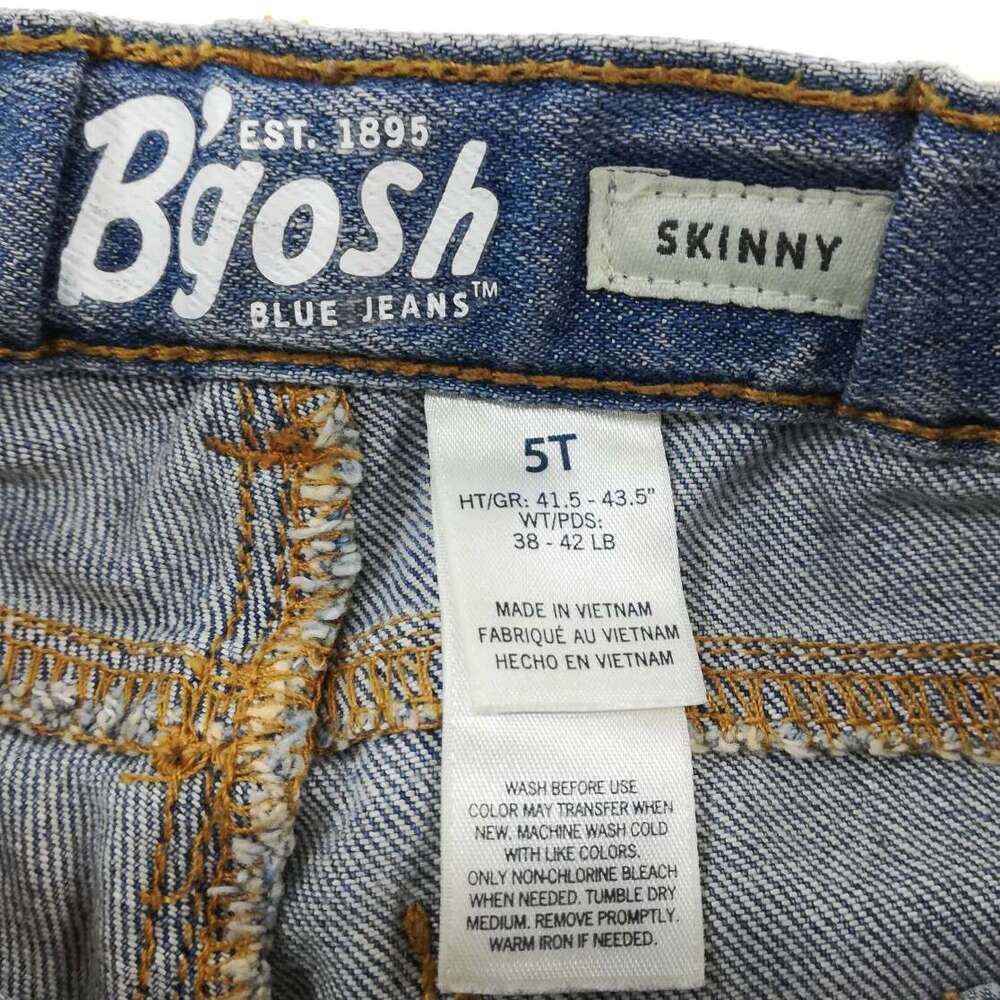 EST. 1895
B'gosh
BLUE JEANS™
SKINNY
5T
HT/GR: 41.5 - 43.5"
WT/PDS:
38 - 42 LB
MADE IN VIETNAM
FABRIQUÉ AU VIETNAM
HECHO EN VIETNAM
WASH BEFORE USE
COLOR MAY TRANSFER WHEN
NEW. MACHINE WASH COLD
WITH LIKE COLORS.
ONLY NON-CHLORINE BLEACH
WHEN NEEDED. TUMBLE DRY
MEDIUM. REMOVE PROMPTLY.
WARM IRON IF NEEDED.